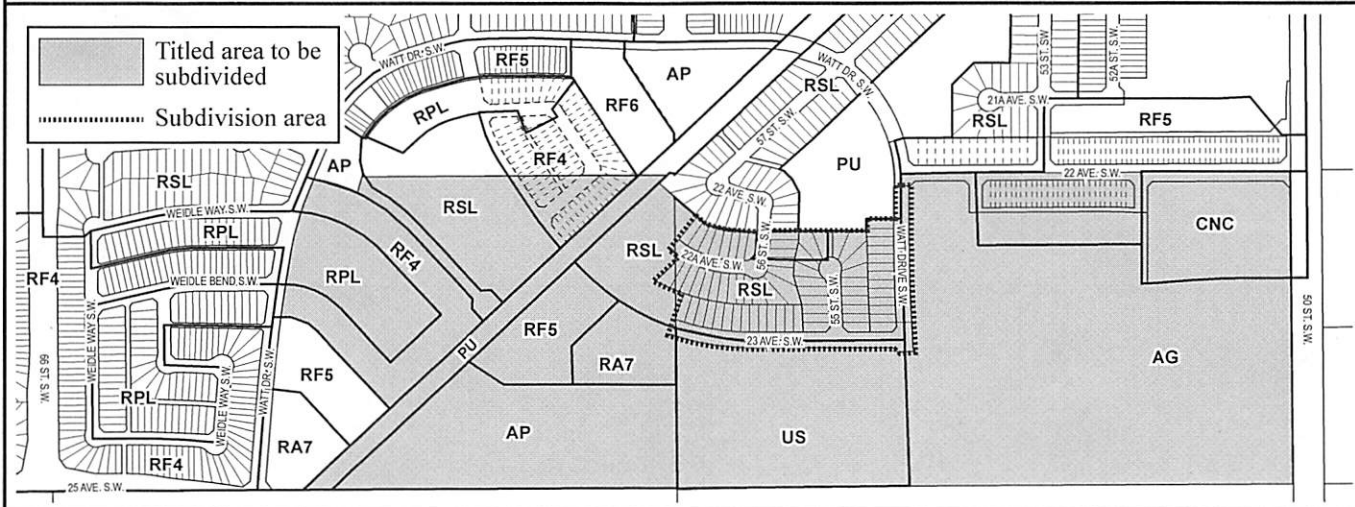 Titled area to be
subdivided
Subdivision area
WATT DR. S.W.
RF5
RPL
RF6
AP
RSL
WATT DR. S.W.
57 ST. S.W.
53 ST. SW
52A ST. S.W.
21A AVE. S.W.
RSL
RF5
RF4
PU
AP
RSL
22 AVE. S.W.
22 AVE. S.W.
WEIDLE WAY S.W.
RSL
CNC
RPL
RF4
RSL
56 ST. S.W.
22A AVE. S.W.
WATT DRIVE S.W.
RF4
WEIDLE BEND S.W.
RPL
RSL
55 ST. S.W.
50 ST. S.W.
WEIDLE WAY S.W.
PU
RF5
23 AVE. S.W.
66 ST. S.W.
RF5
RA7
AG
RPL
WEIDLE WAY S.W.
WATT DR. S.W.
AP
US
RA7
RF4
25 AVE. S.W.